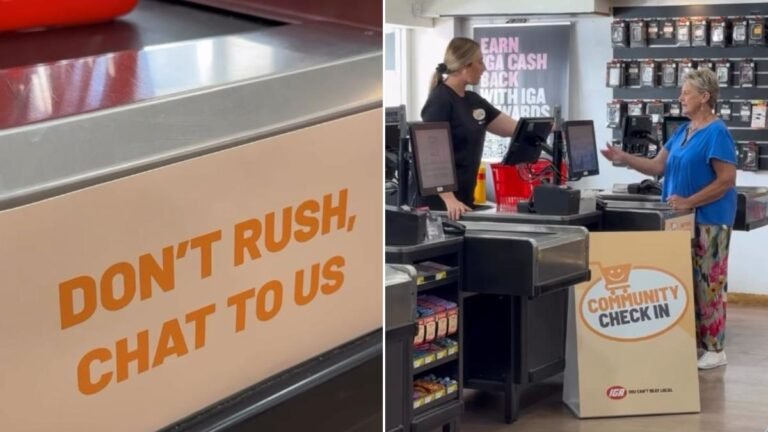 DON'T RUSH,
CHAT TO US
EARN
IGA CASH
BACK
WITH IGA
REWARDS
COMMUNITY
CHECK IN
IGA YOU CAN'T BEAT LOCAL